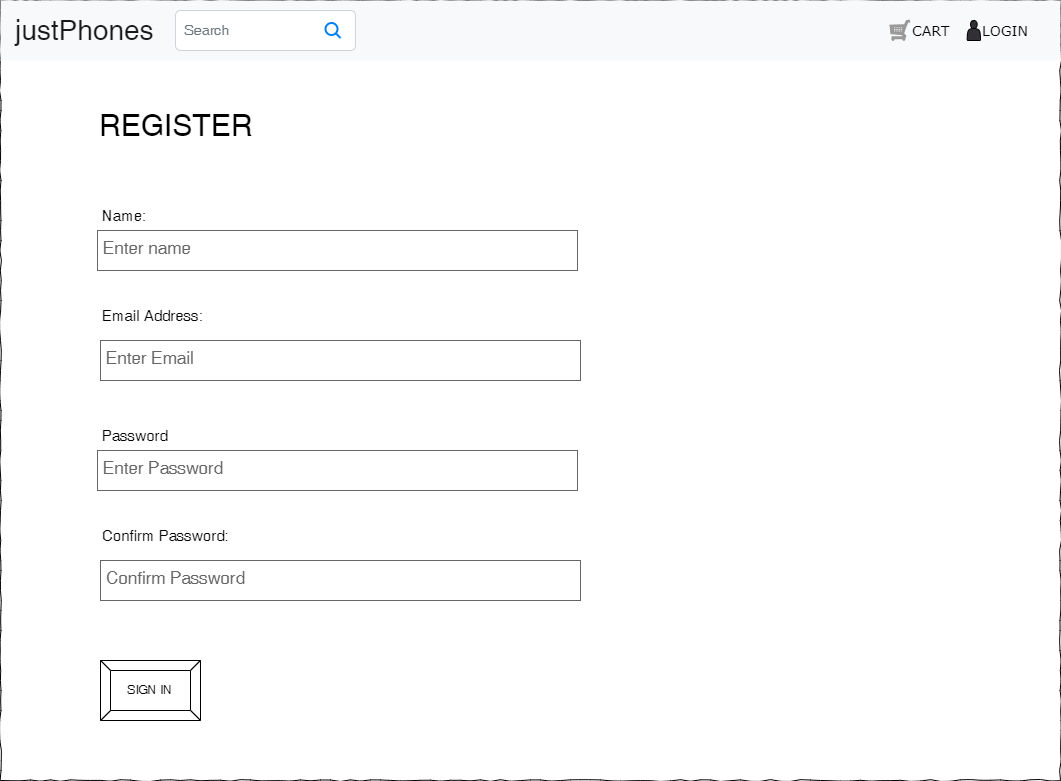 justPhones Search CART LOGIN
REGISTER
Name:
Enter name
Email Address:
Enter Email
Password
Enter Password
Confirm Password:
Confirm Password
SIGN IN